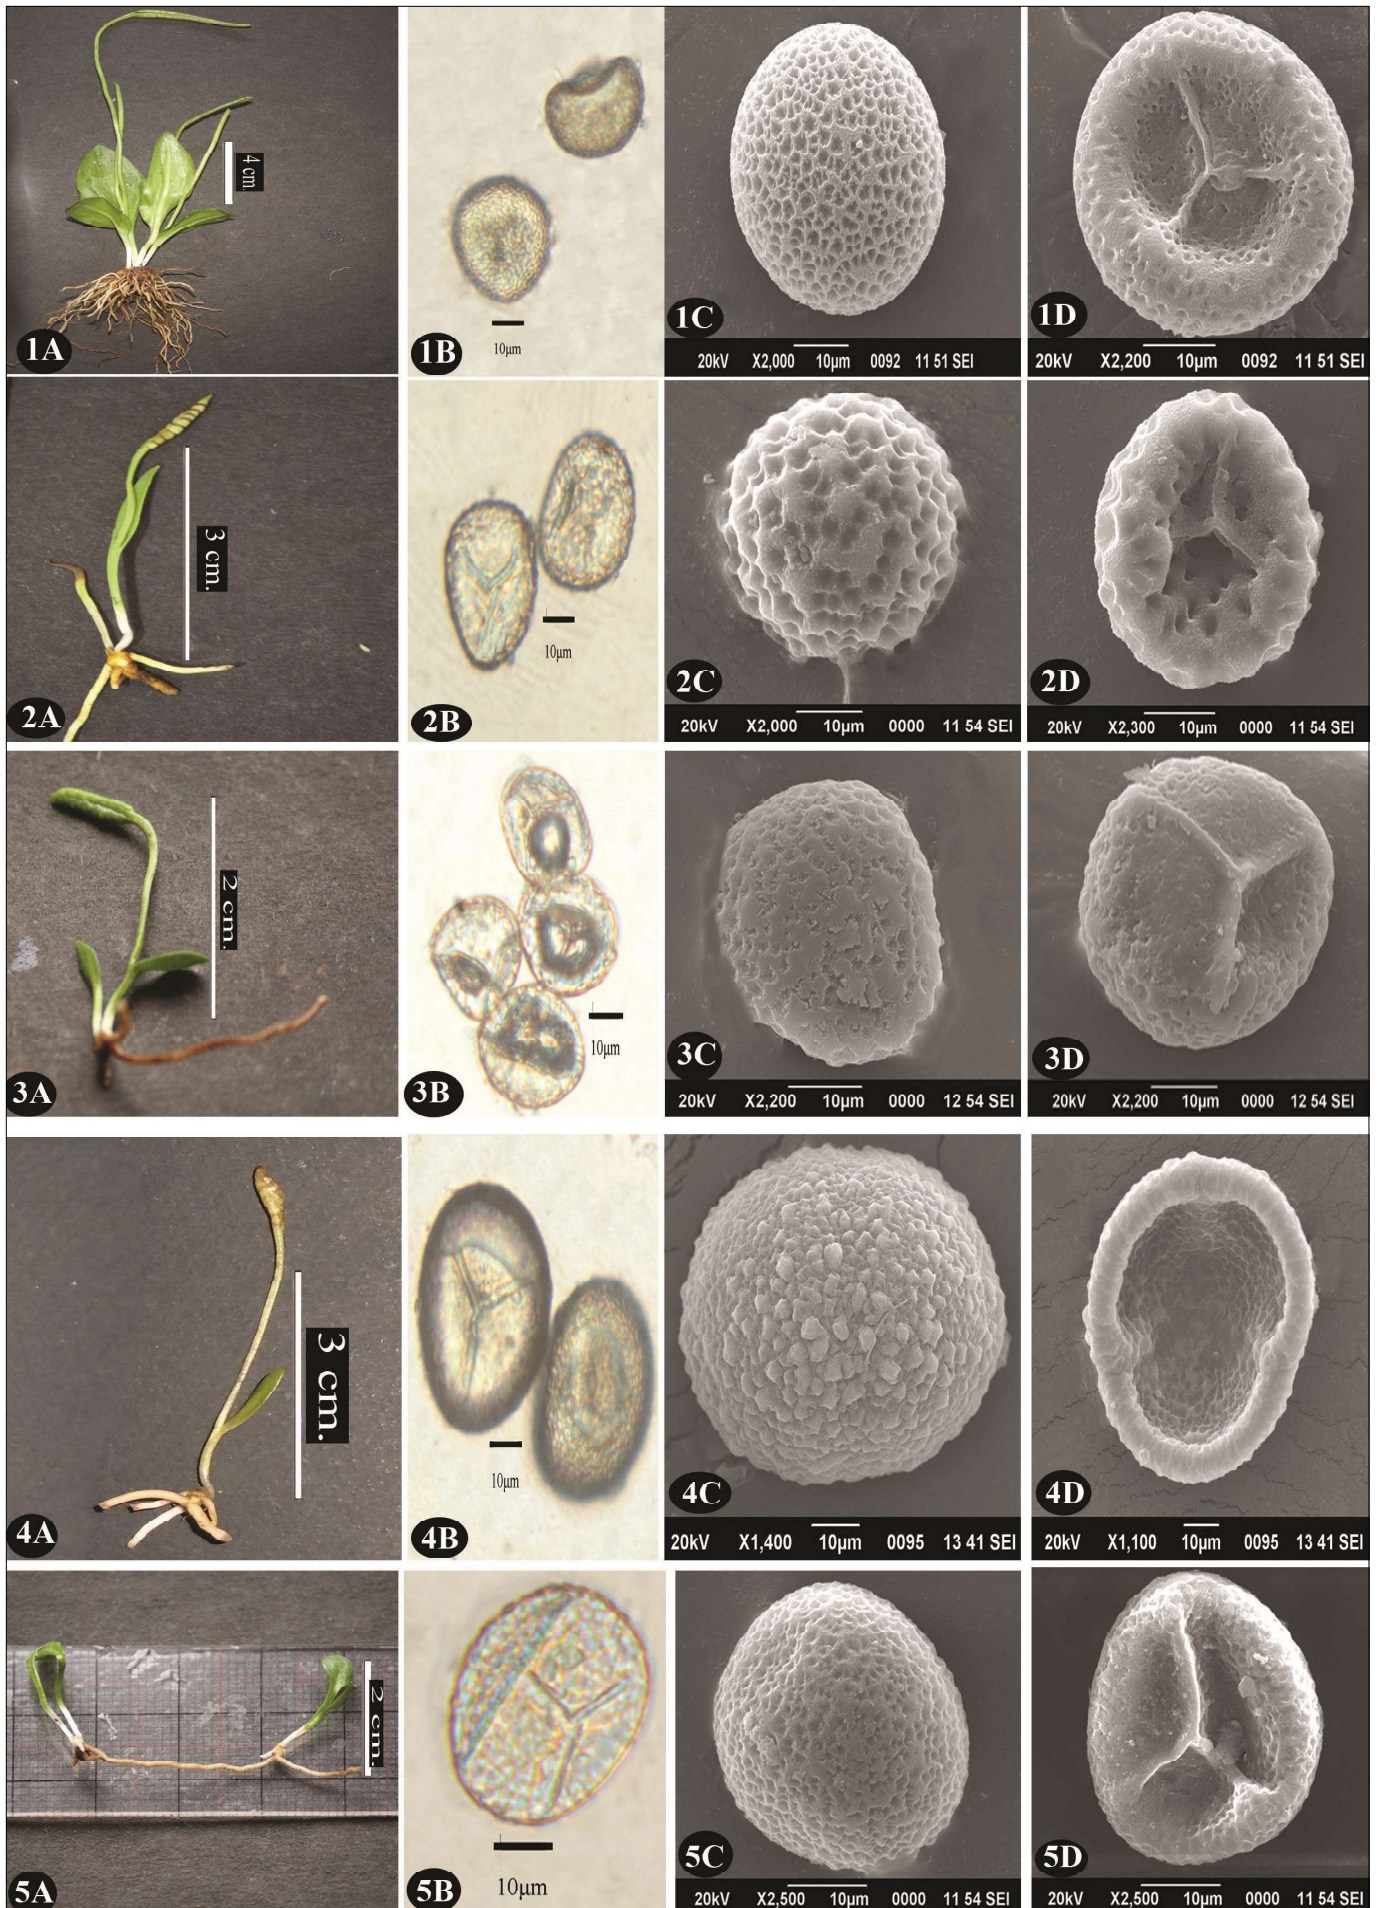 4 cm.
1A
10µm
1B
1C
20kV X2,000 10µm 0092 11 51 SEI
1D
20kV X2,200 10µm 0092 11 51 SEI
3 cm.
2A
10µm
2B
2C
20kV X2,000 10µm 0000 11 54 SEI
2D
20kV X2,300 10µm 0000 11 54 SEI
2 cm.
3A
10µm
3B
3C
20kV X2,200 10µm 0000 12 54 SEI
3D
20kV X2,200 10µm 0000 12 54 SEI
3 cm.
4A
10µm
4B
4C
20kV X1,400 10µm 0095 13 41 SEI
4D
20kV X1,100 10µm 0095 13 41 SEI
2 cm.
5A
10µm
5B
5C
20kV X2,500 10µm 0000 11 54 SEI
5D
20kV X2,500 10µm 0000 11 54 SEI